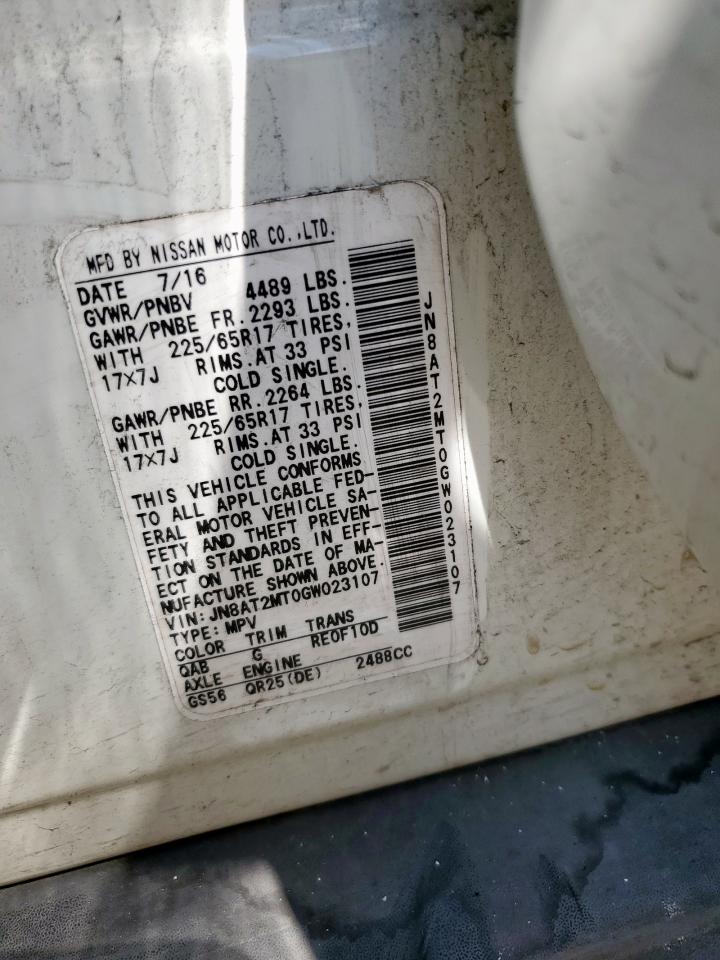 MFD BY NISSAN MOTOR CO.,LTD.
DATE 7/16
GVWR/PNBV 4489 LBS.
GAWR/PNBE FR.2293 LBS.
WITH 225/65R17 TIRES,
17×7J RIMS.AT 33 PSI
COLD SINGLE.
GAWR/PNBE RR.2264 LBS.
WITH 225/65R17 TIRES,
17×7J RIMS.AT 33 PSI
COLD SINGLE.
THIS VEHICLE CONFORMS
TO ALL APPLICABLE FED-
ERAL MOTOR VEHICLE SA-
FETY AND THEFT PREVEN-
TION STANDARDS IN EFF-
ECT ON THE DATE OF MA-
NUFACTURE SHOWN ABOVE.
VIN:JN8AT2MT0GW023107
TYPE:MPV
COLOR TRIM TRANS
QAB G RE0F10D
AXLE ENGINE
GS56 QR25(DE) 2488CC
JN8AT2MT0GW023107